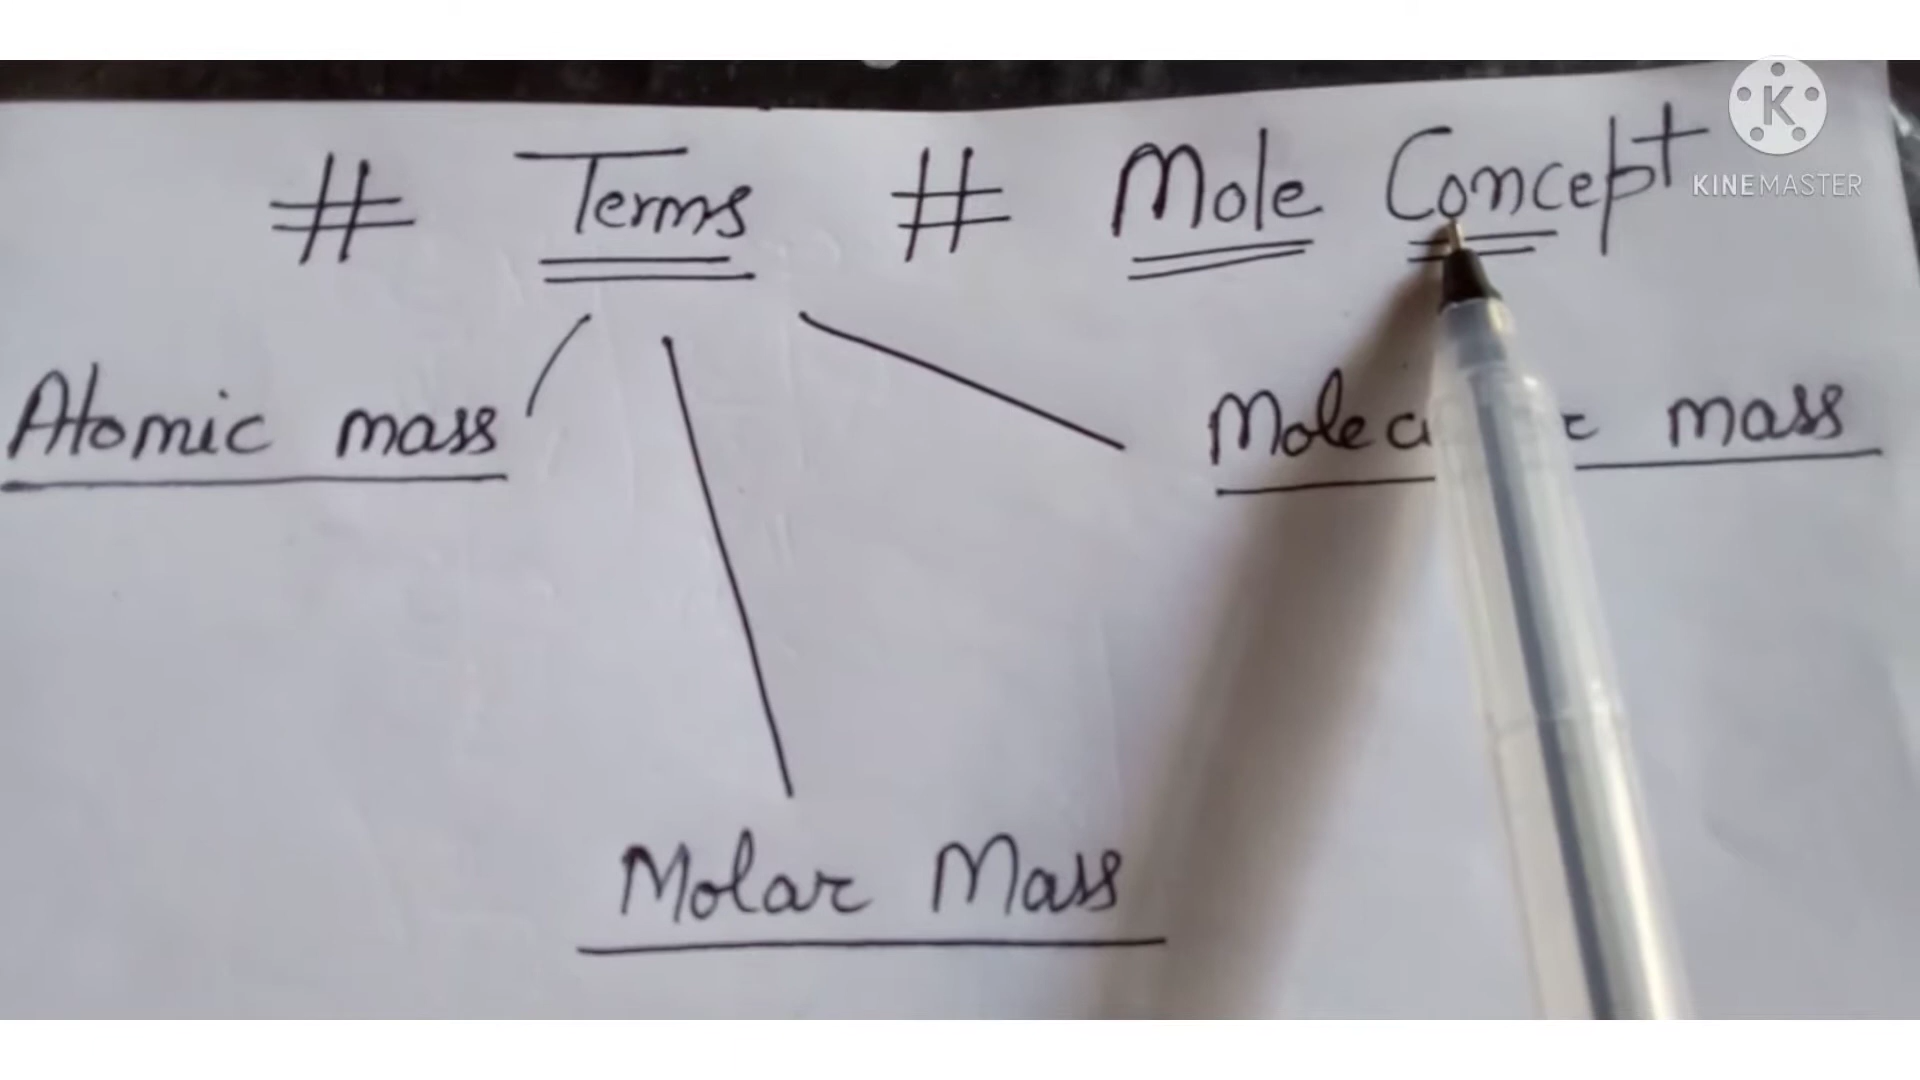 # Terms # Mole Concept
KINEMASTER
Atomic mass
mass
Molar Mass